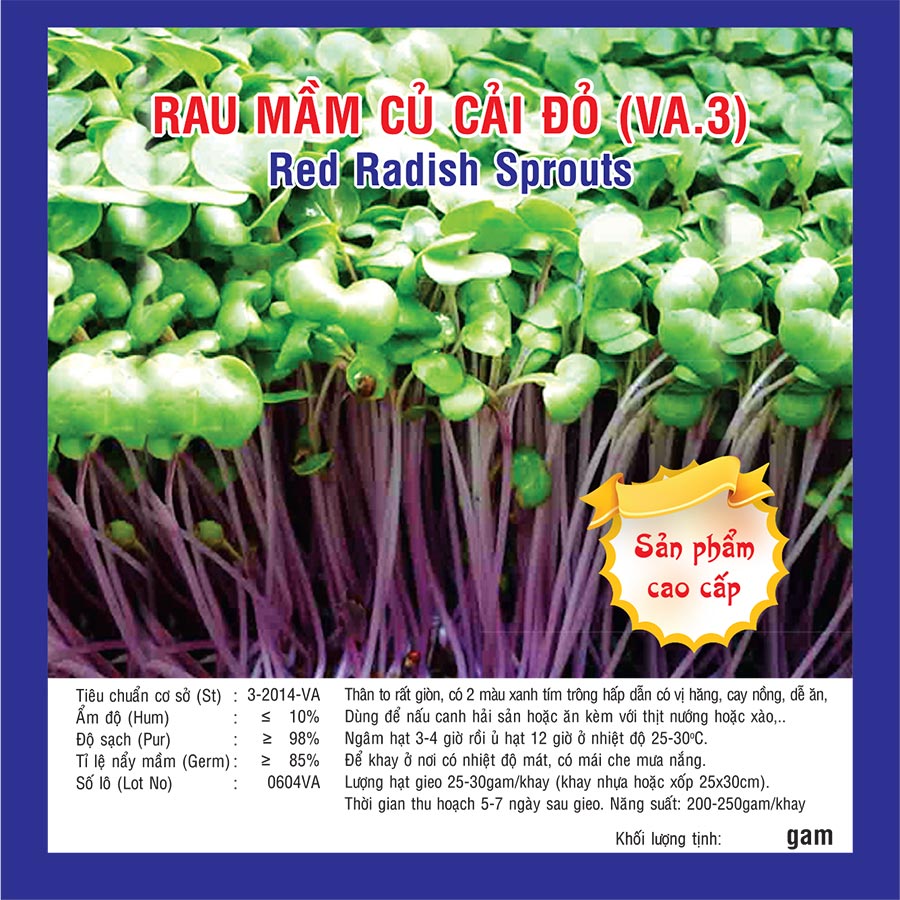 RAU MẦM CỦ CẢI ĐỎ (VA.3)
Red Radish Sprouts
Sản phẩm
cao cấp
Tiêu chuẩn cơ sở (St) : 3-2014-VA
Ẩm độ (Hum) : ≤ 10%
Độ sạch (Pur) : ≥ 98%
Tỉ lệ nẩy mầm (Germ): ≥ 85%
Số lô (Lot No) : 0604VA
Thân to rất giòn, có 2 màu xanh tím trông hấp dẫn có vị hăng, cay nồng, dễ ăn,
Dùng để nấu canh hải sản hoặc ăn kèm với thịt nướng hoặc xào,..
Ngâm hạt 3-4 giờ rồi ủ hạt 12 giờ ở nhiệt độ 25-30ºC.
Để khay ở nơi có nhiệt độ mát, có mái che mưa nắng.
Lượng hạt gieo 25-30gam/khay (khay nhựa hoặc xốp 25x30cm).
Thời gian thu hoạch 5-7 ngày sau gieo. Năng suất: 200-250gam/khay
Khối lượng tịnh: gam